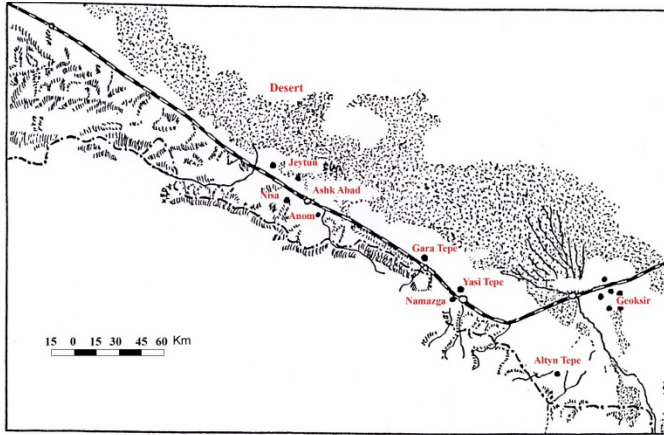 Desert
Jeytun
Ashk Abad
Nisa
Anom
Gara Tepe
Yasi Tepe
Namazga
Geoksir
Altyn Tepe
15 0 15 30 45 60 Km